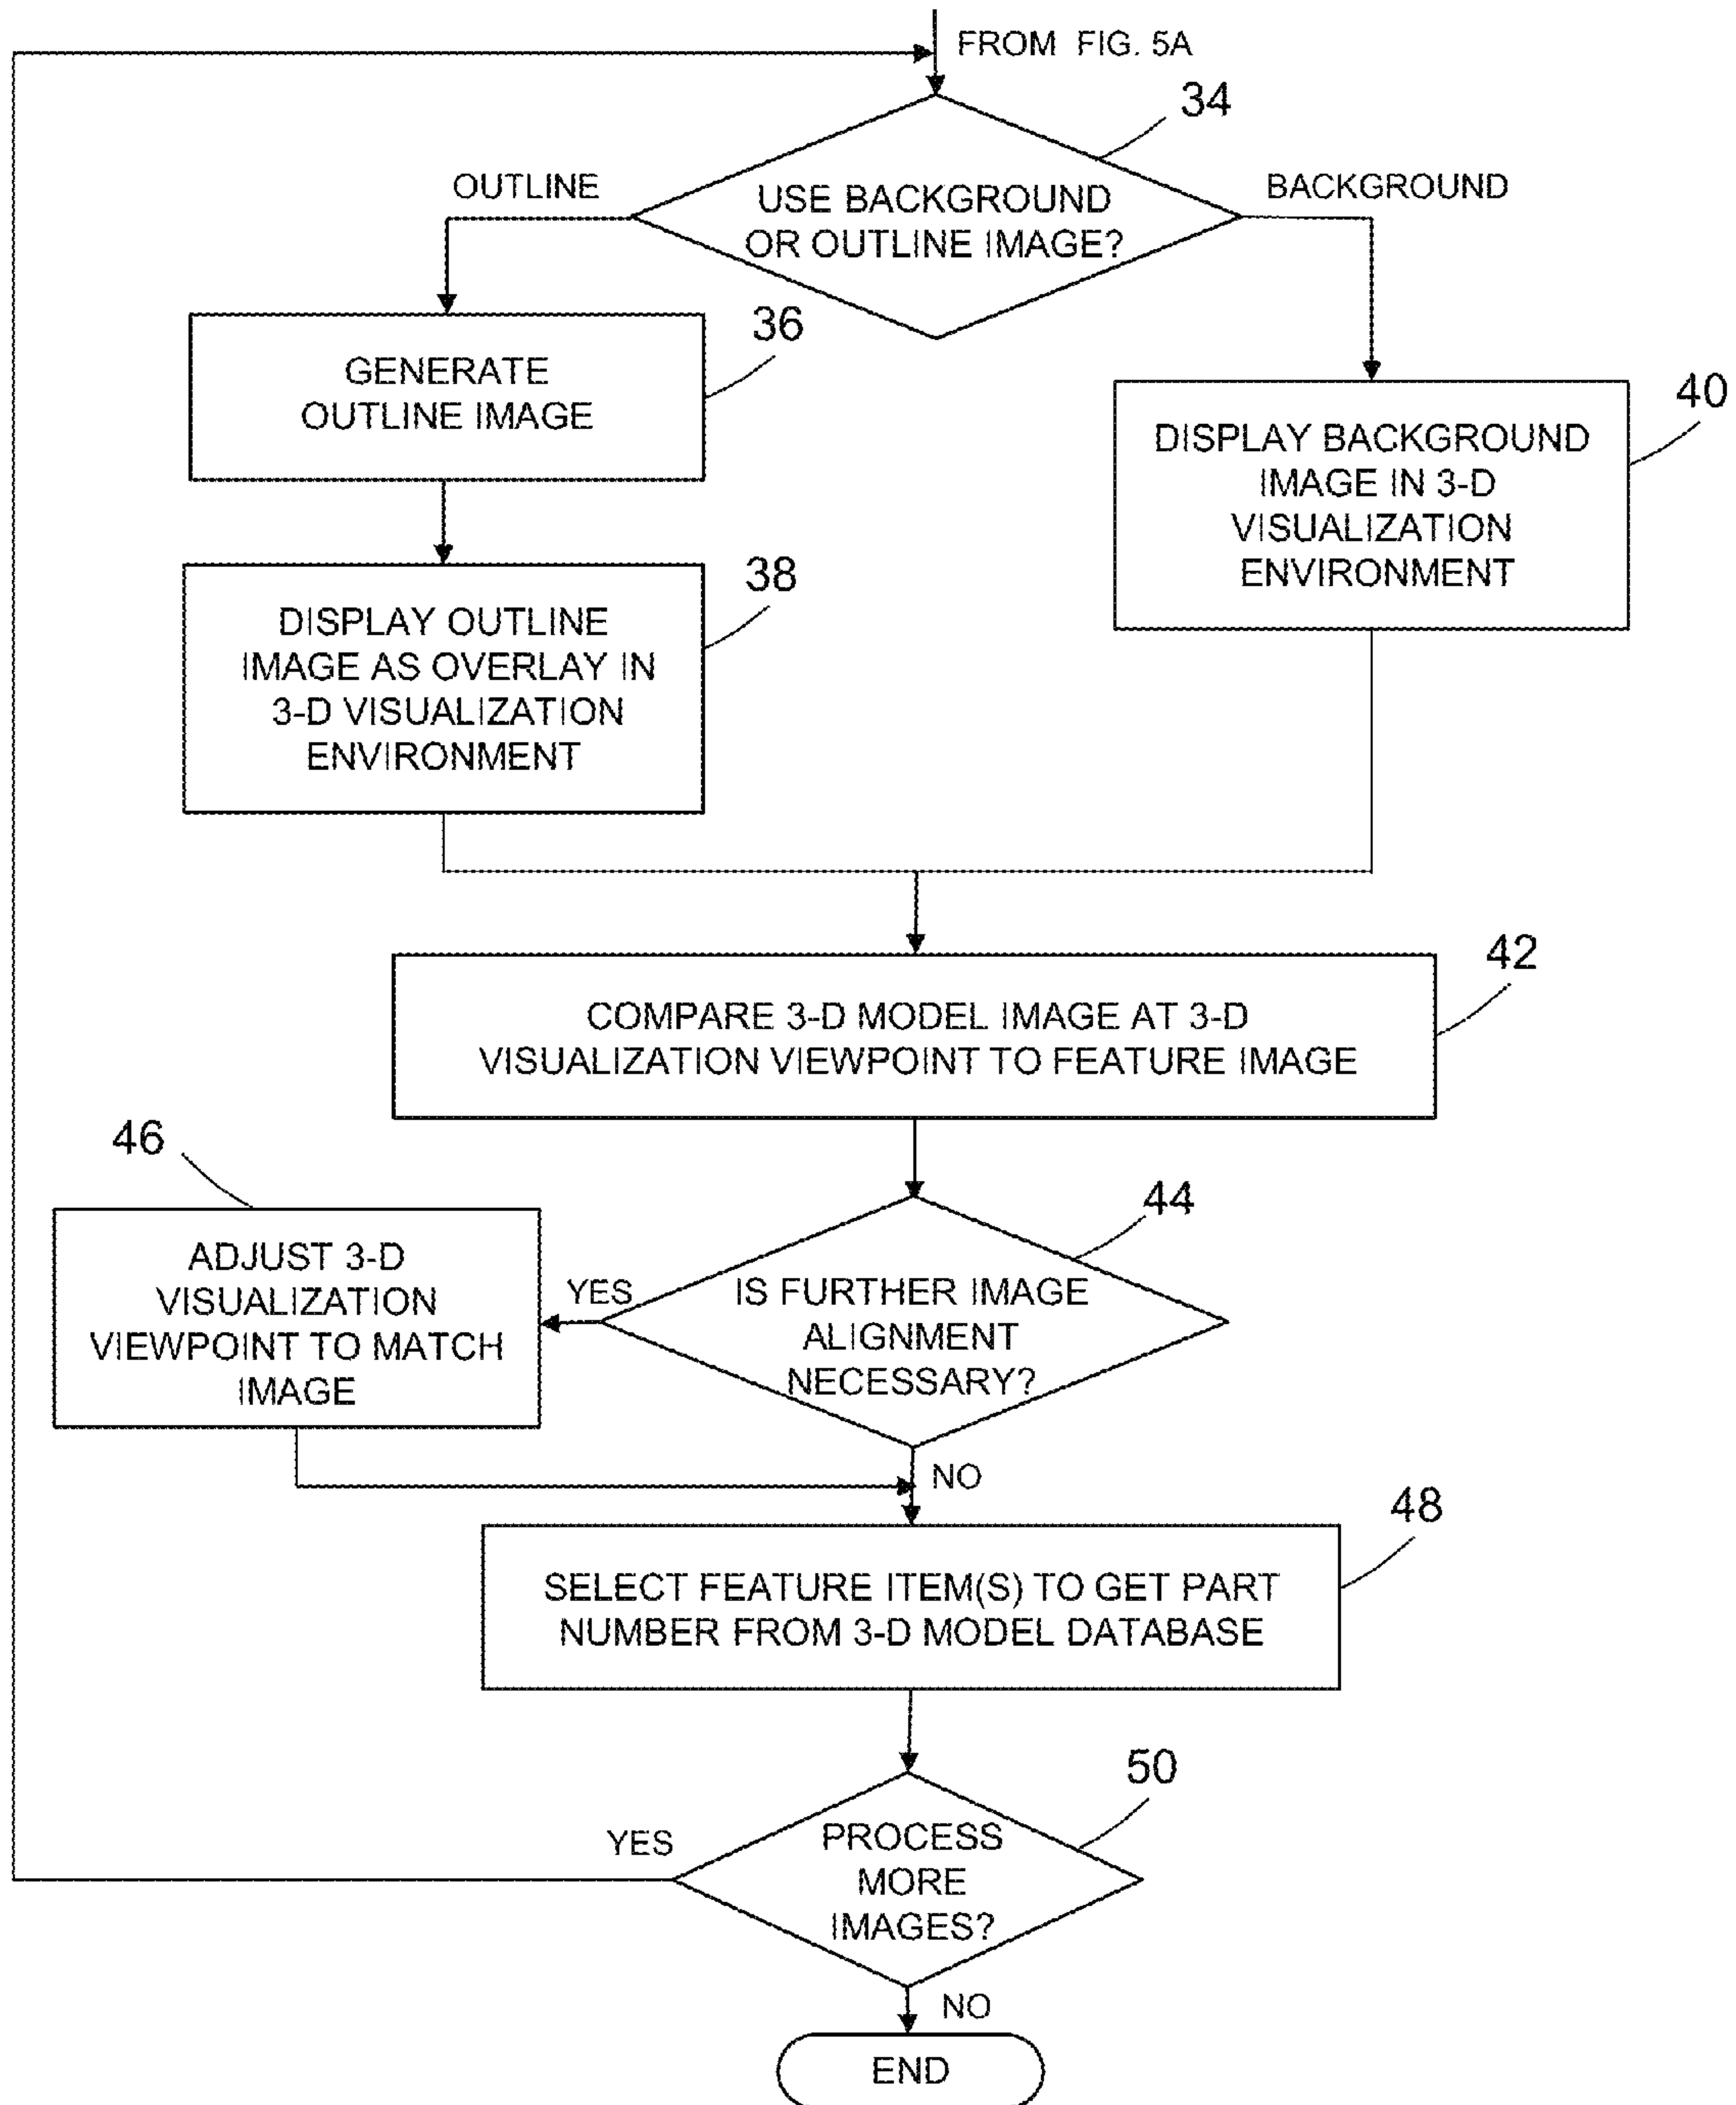 FROM FIG. 5A
34
OUTLINE
BACKGROUND
USE BACKGROUND
OR OUTLINE IMAGE?
36
GENERATE
OUTLINE IMAGE
40
DISPLAY BACKGROUND
IMAGE IN 3-D
VISUALIZATION
ENVIRONMENT
38
DISPLAY OUTLINE
IMAGE AS OVERLAY IN
3-D VISUALIZATION
ENVIRONMENT
42
COMPARE 3-D MODEL IMAGE AT 3-D
VISUALIZATION VIEWPOINT TO FEATURE IMAGE
46
44
ADJUST 3-D
VISUALIZATION
VIEWPOINT TO MATCH
IMAGE
YES
IS FURTHER IMAGE
ALIGNMENT
NECESSARY?
NO
48
SELECT FEATURE ITEM(S) TO GET PART
NUMBER FROM 3-D MODEL DATABASE
50
YES
PROCESS
MORE
IMAGES?
NO
END